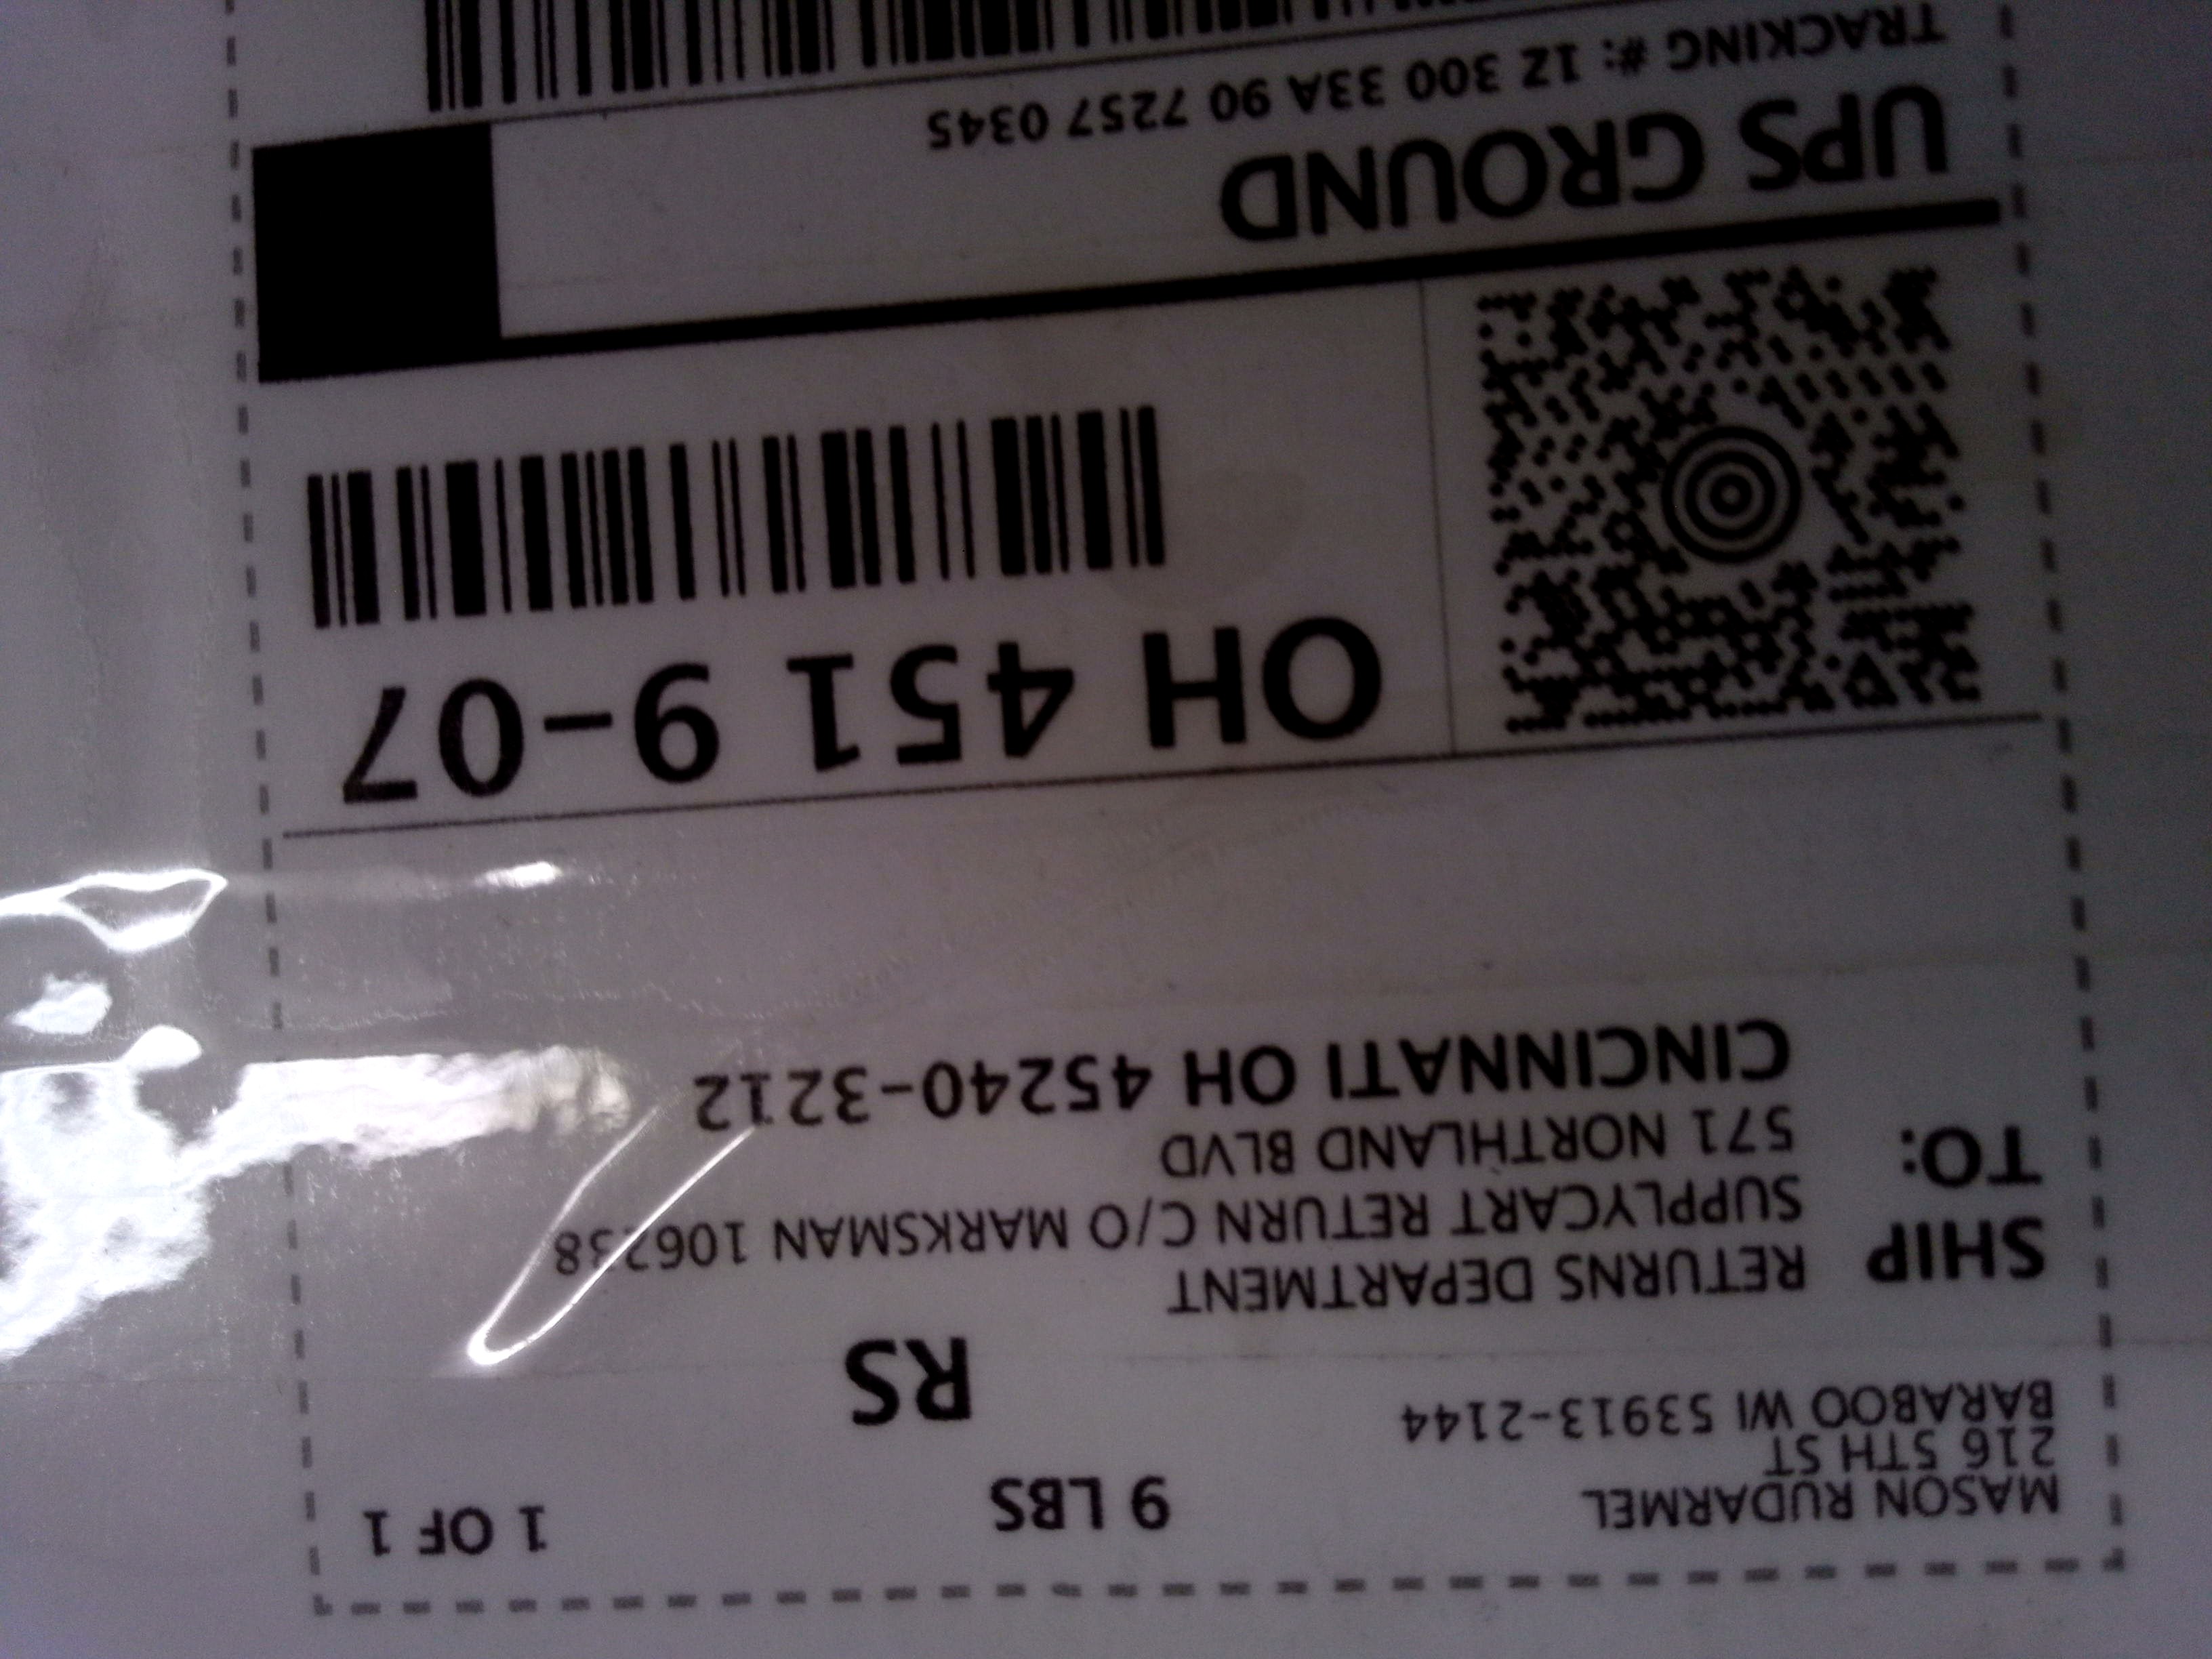 MASON RUDARMEL
216 5TH ST
BARABOO WI 53913-2144
9 LBS
1 OF 1
RS
SHIP
TO:
RETURNS DEPARTMENT
SUPPLYCART RETURN C/O MARKSMAN
571 NORTHLAND BLVD
CINCINNATI OH 45240-3212
OH 451 9-07
UPS GROUND
TRACKING #: 1Z 300 33A 90 7257 0345